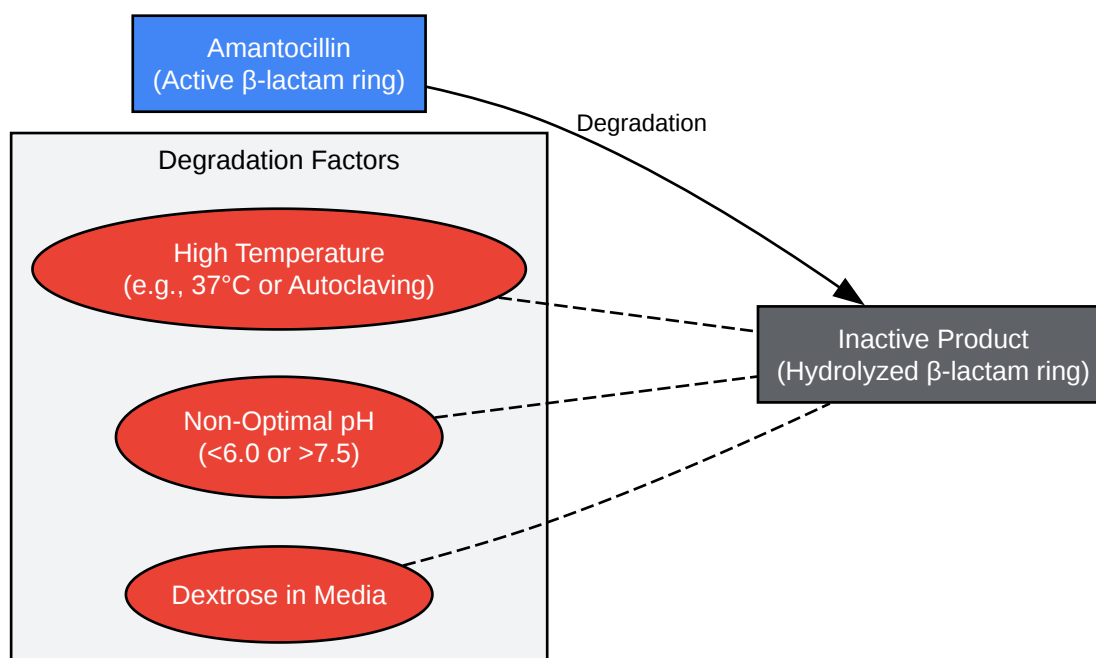 Amantocillin
(Active β-lactam ring)
Degradation
Degradation Factors
High Temperature
(e.g., 37°C or Autoclaving)
Inactive Product
(Hydrolyzed β-lactam ring)
Non-Optimal pH
(<6.0 or >7.5)
Dextrose in Media